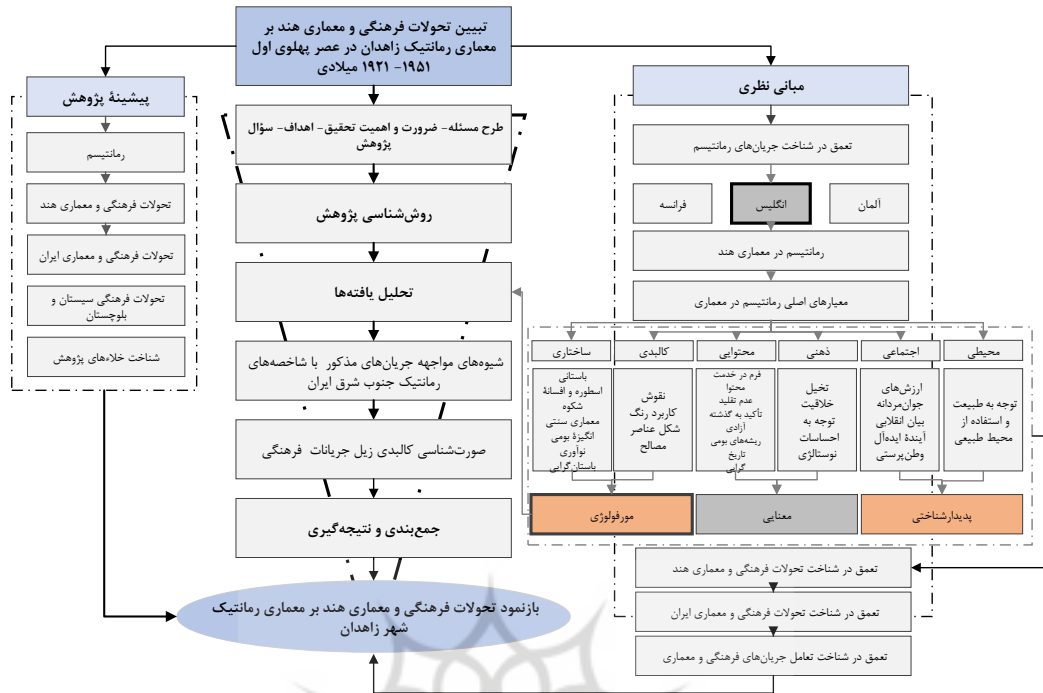 تبیین تحولات فرهنگی و معماری هند بر
معماری رمانتیک زاهدان در عصر پهلوی اول
۱۹۵۱- ۱۹۲۱ میلادی
مبانی نظری
تعمق در شناخت جریان‌های رمانتیسم
آلمان
انگلیس
فرانسه
رمانتیسم در معماری هند
معیارهای اصلی رمانتیسم در معماری
محیطی
اجتماعی
ذهنی
محتوایی
کالبدی
ساختاری
توجه به طبیعت
و استفاده از
محیط طبیعی
ارزش‌های
جوان‌مردانه
بیان انقلابی
آیندهٔ ایده‌آل
وطن‌پرستی
تخیل
خلاقیت
توجه به
احساسات
نوستالژی
فرم در خدمت
محتوا
عدم تقلید
تأکید به گذشته
آزادی
ریشه‌های بومی
تاریخ
گرایی
نقوش
کاربرد رنگ
شکل عناصر
مصالح
باستانی
اسطوره و افسانهٔ
شکوه
معماری سنتی
انگیزهٔ بومی
نوآوری
باستان‌گرایی
پدیدارشناختی
معنایی
مورفولوژی
تعمق در شناخت تحولات فرهنگی و معماری هند
تعمق در شناخت تحولات فرهنگی و معماری ایران
تعمق در شناخت تعامل جریان‌های فرهنگی و معماری
طرح مسئله- ضرورت و اهمیت تحقیق- اهداف- سؤال
پژوهش
روش‌شناسی پژوهش
تحلیل یافته‌ها
شیوه‌های مواجهه جریان‌های مذکور با شاخصه‌های
رمانتیک جنوب شرق ایران
صورت‌شناسی کالبدی زیل جریانات فرهنگی
جمع‌بندی و نتیجه‌گیری
بازنمود تحولات فرهنگی و معماری هند بر معماری رمانتیک
شهر زاهدان
پیشینهٔ پژوهش
رمانتیسم
تحولات فرهنگی و معماری هند
تحولات فرهنگی و معماری ایران
تحولات فرهنگی سیستان و
بلوچستان
شناخت خلاءهای پژوهش